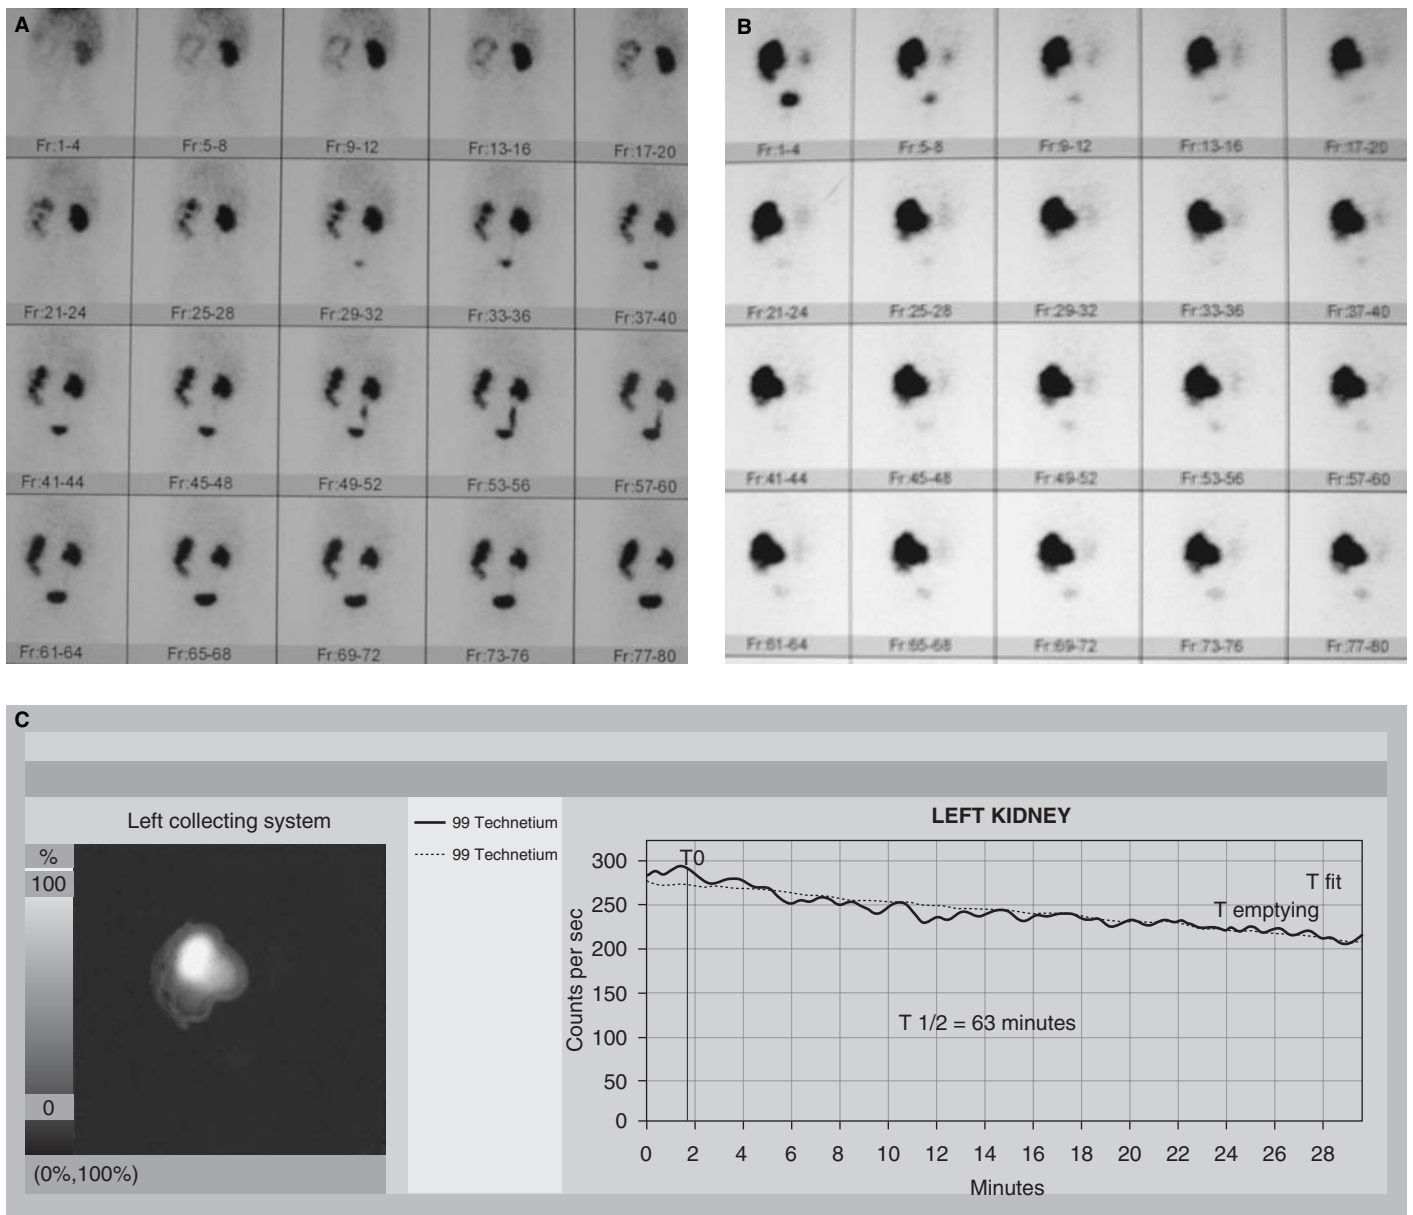 A
Fr:1-4 Fr:5-8 Fr:9-12 Fr:13-16 Fr:17-20
Fr:21-24 Fr:25-28 Fr:29-32 Fr:33-36 Fr:37-40
Fr:41-44 Fr:45-48 Fr:49-52 Fr:53-56 Fr:57-60
Fr:61-64 Fr:65-68 Fr:69-72 Fr:73-76 Fr:77-80
B
Fr:1-4 Fr:5-8 Fr:9-12 Fr:13-16 Fr:17-20
Fr:21-24 Fr:25-28 Fr:29-32 Fr:33-36 Fr:37-40
Fr:41-44 Fr:45-48 Fr:49-52 Fr:53-56 Fr:57-60
Fr:61-64 Fr:65-68 Fr:69-72 Fr:73-76 Fr:77-80
C
Left collecting system
%
100
0
(0%,100%)
99 Technetium
99 Technetium
LEFT KIDNEY
T0
T fit
T emptying
T 1/2 = 63 minutes
Counts per sec
300
250
200
150
100
50
0
0 2 4 6 8 10 12 14 16 18 20 22 24 26 28
Minutes